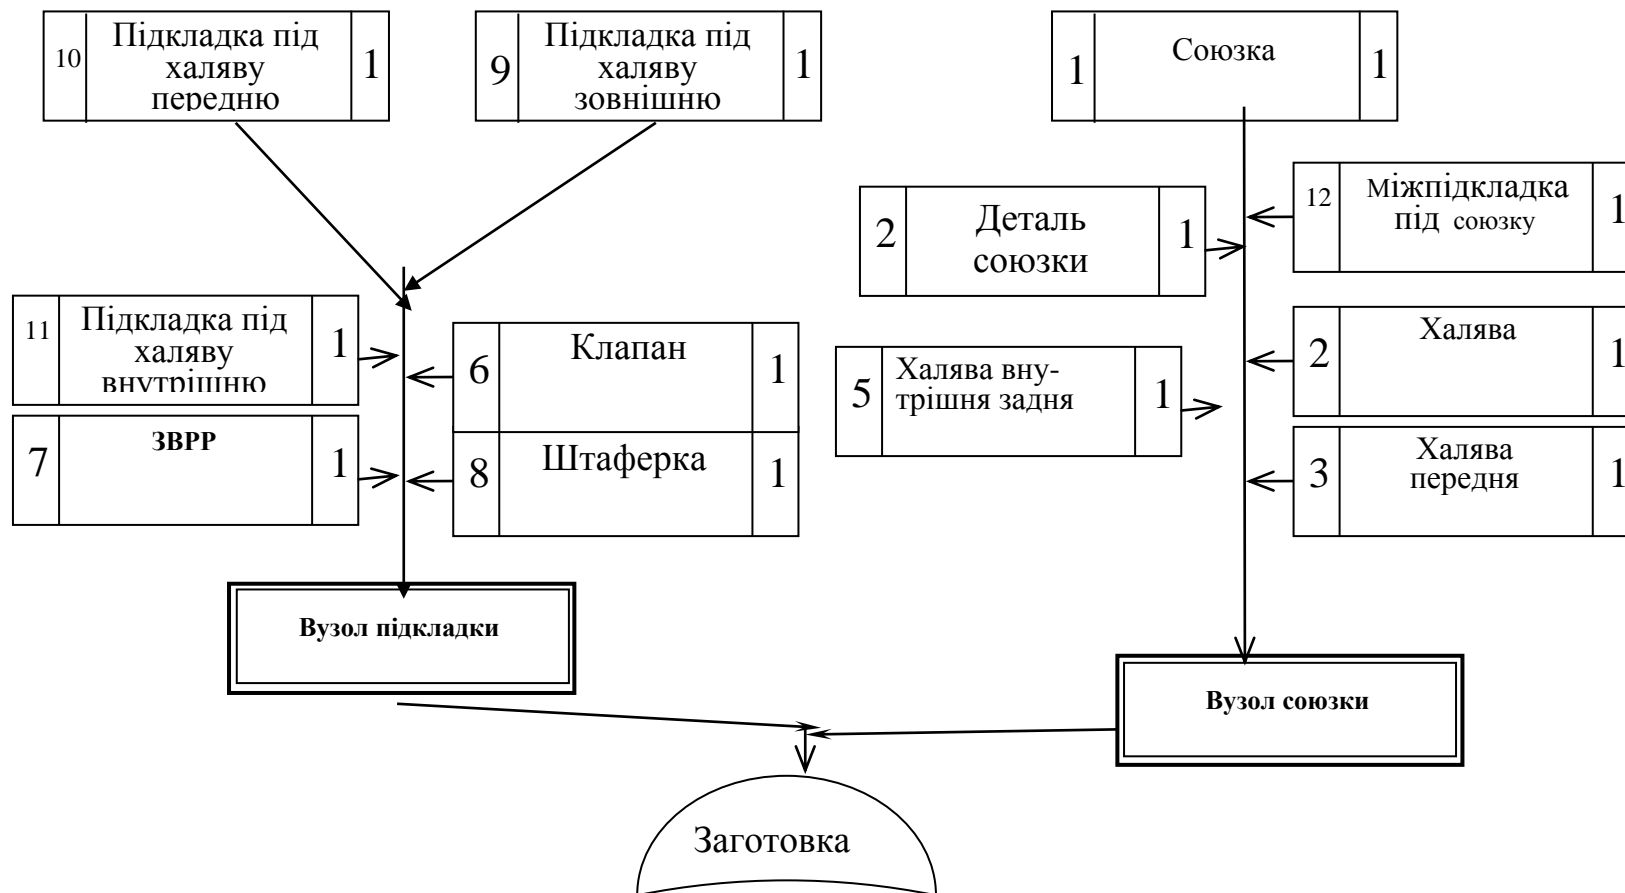 10
Підкладка під
халяву
передню
1
9
Підкладка під
халяву
зовнішню
1
1
Союзка
1
2
Деталь
союзки
1
12
Міжпідкладка
під союзку
1
11
Підкладка під
халяву
внутрішню
1
6
Клапан
1
5
Халява вну-
трішня задня
1
2
Халява
1
7
ЗВРР
1
8
Штаферка
1
3
Халява
передня
1
Вузол підкладки
Вузол союзки
Заготовка